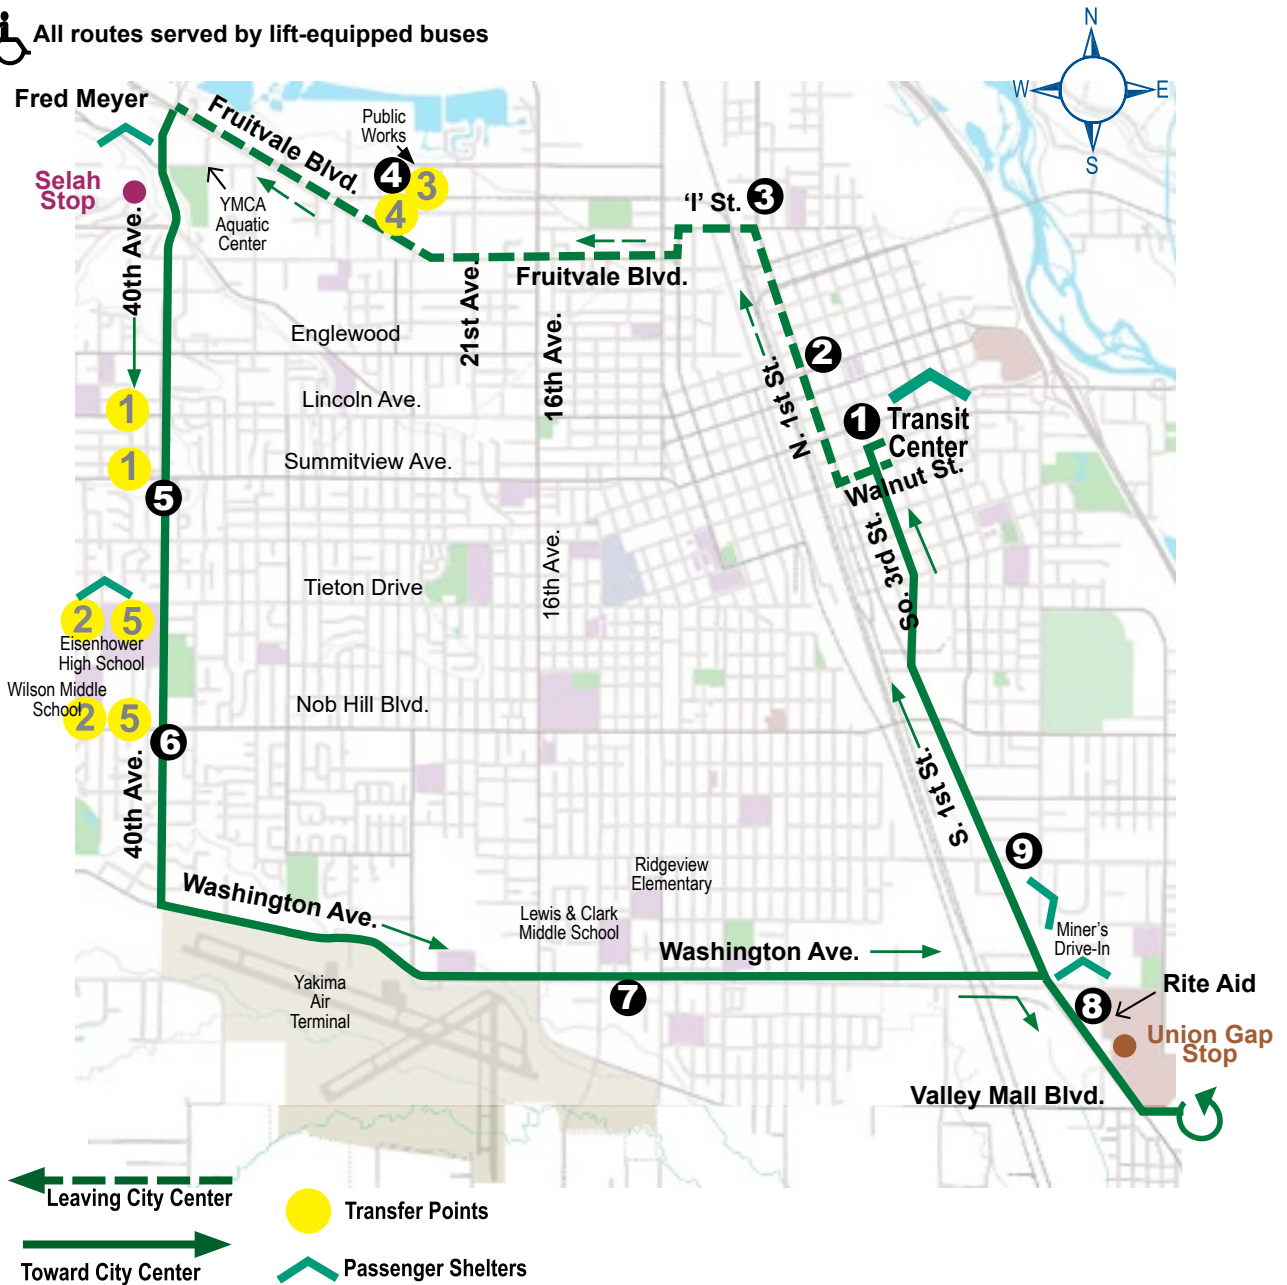 All routes served by lift-equipped buses
N
W
E
S
Fred Meyer
Fruitvale Blvd.
Public
Works
4
3
4
Selah
Stop
YMCA
Aquatic
Center
'I' St.
3
40th Ave.
Fruitvale Blvd.
21st Ave.
16th Ave.
Englewood
2
N. 1st St.
Lincoln Ave.
1
1
Transit
Center
Summitview Ave.
1
Walnut St.
5
So. 3rd St.
16th Ave.
Tieton Drive
2
5
Eisenhower
High School
Wilson Middle
School
2
5
Nob Hill Blvd.
6
40th Ave.
S. 1st St.
9
Ridgeview
Elementary
Washington Ave.
Lewis & Clark
Middle School
Miner's
Drive-In
Washington Ave.
Yakima
Air
Terminal
7
8
Rite Aid
Union Gap
Stop
Valley Mall Blvd.
Leaving City Center
Transfer Points
Toward City Center
Passenger Shelters